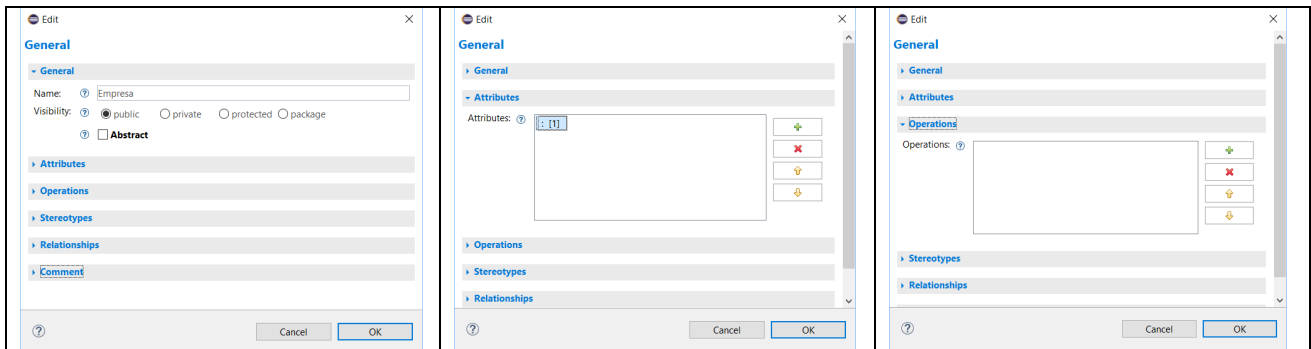 Edit
General
General
Name: Empresa
Visibility: public private protected package
Abstract
Attributes
Operations
Stereotypes
Relationships
Comment
Cancel OK
Edit
General
General
Attributes
Attributes: : [1]
Operations
Stereotypes
Relationships
Cancel OK
Edit
General
General
Attributes
Operations
Operations:
Stereotypes
Relationships
Cancel OK